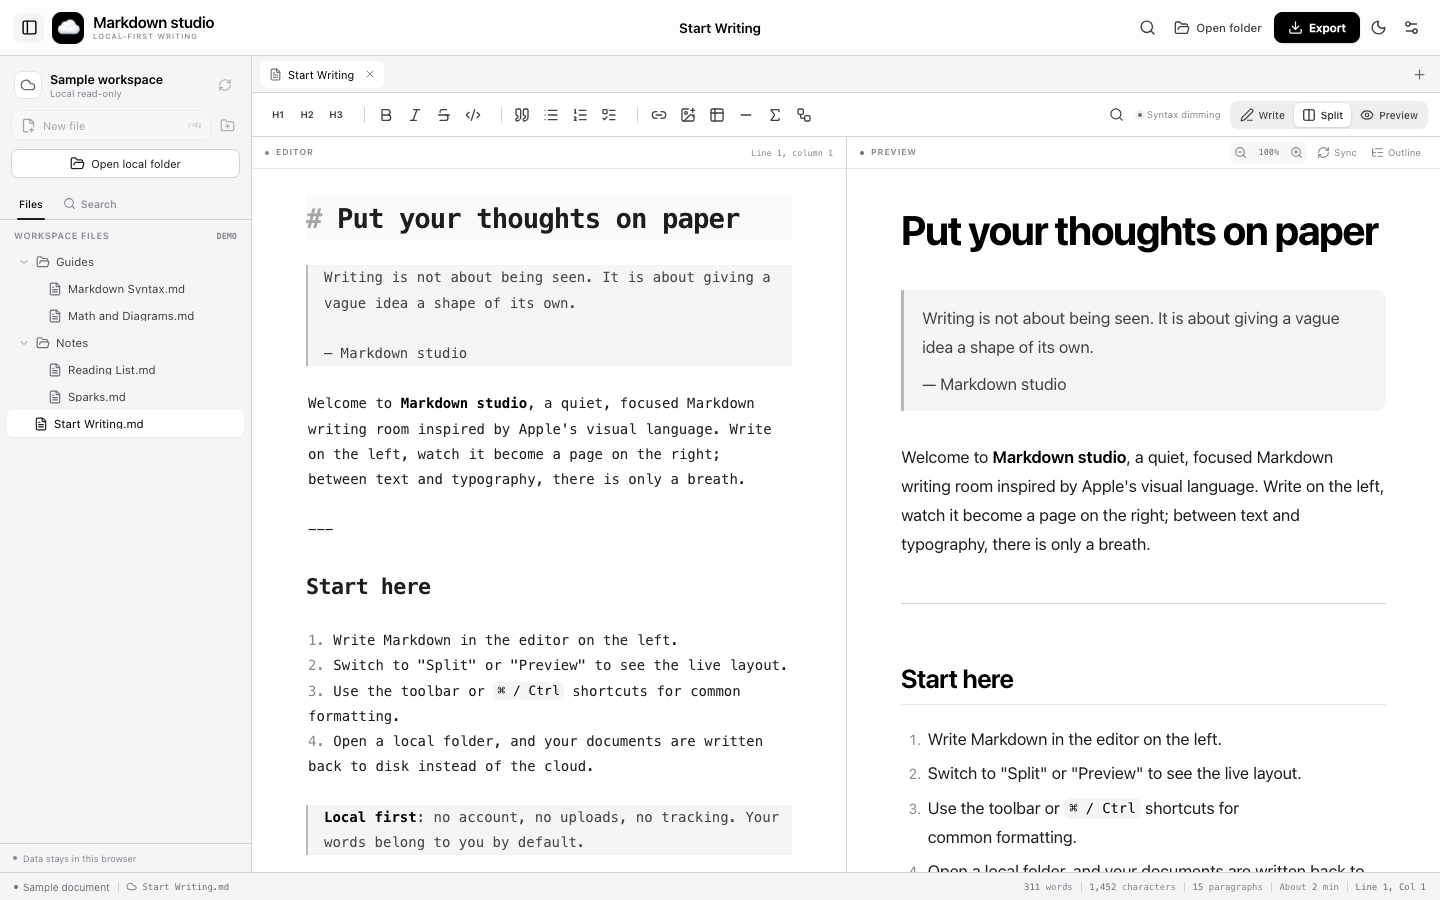 Markdown studio
LOCAL-FIRST WRITING
Start Writing
Open folder
Export
Sample workspace
Local read-only
New file
⇧⌘N
Open local folder
Files
Search
WORKSPACE FILES
DEMO
Guides
Markdown Syntax.md
Math and Diagrams.md
Notes
Reading List.md
Sparks.md
Start Writing.md
Data stays in this browser
Start Writing
H1 H2 H3
Syntax dimming
Write
Split
Preview
EDITOR
Line 1, column 1
# Put your thoughts on paper
Writing is not about being seen. It is about giving a
vague idea a shape of its own.
— Markdown studio
Welcome to Markdown studio, a quiet, focused Markdown
writing room inspired by Apple's visual language. Write
on the left, watch it become a page on the right;
between text and typography, there is only a breath.
---
Start here
1. Write Markdown in the editor on the left.
2. Switch to "Split" or "Preview" to see the live layout.
3. Use the toolbar or ⌘ / Ctrl shortcuts for common
formatting.
4. Open a local folder, and your documents are written
back to disk instead of the cloud.
Local first: no account, no uploads, no tracking. Your
words belong to you by default.
PREVIEW
100%
Sync
Outline
Put your thoughts on paper
Writing is not about being seen. It is about giving a vague
idea a shape of its own.
— Markdown studio
Welcome to Markdown studio, a quiet, focused Markdown
writing room inspired by Apple's visual language. Write on the left,
watch it become a page on the right; between text and
typography, there is only a breath.
Start here
1. Write Markdown in the editor on the left.
2. Switch to "Split" or "Preview" to see the live layout.
3. Use the toolbar or ⌘ / Ctrl shortcuts for
common formatting.
4. Open a local folder, and your documents are written back to
Sample document
Start Writing.md
311 words
1,452 characters
15 paragraphs
About 2 min
Line 1, Col 1